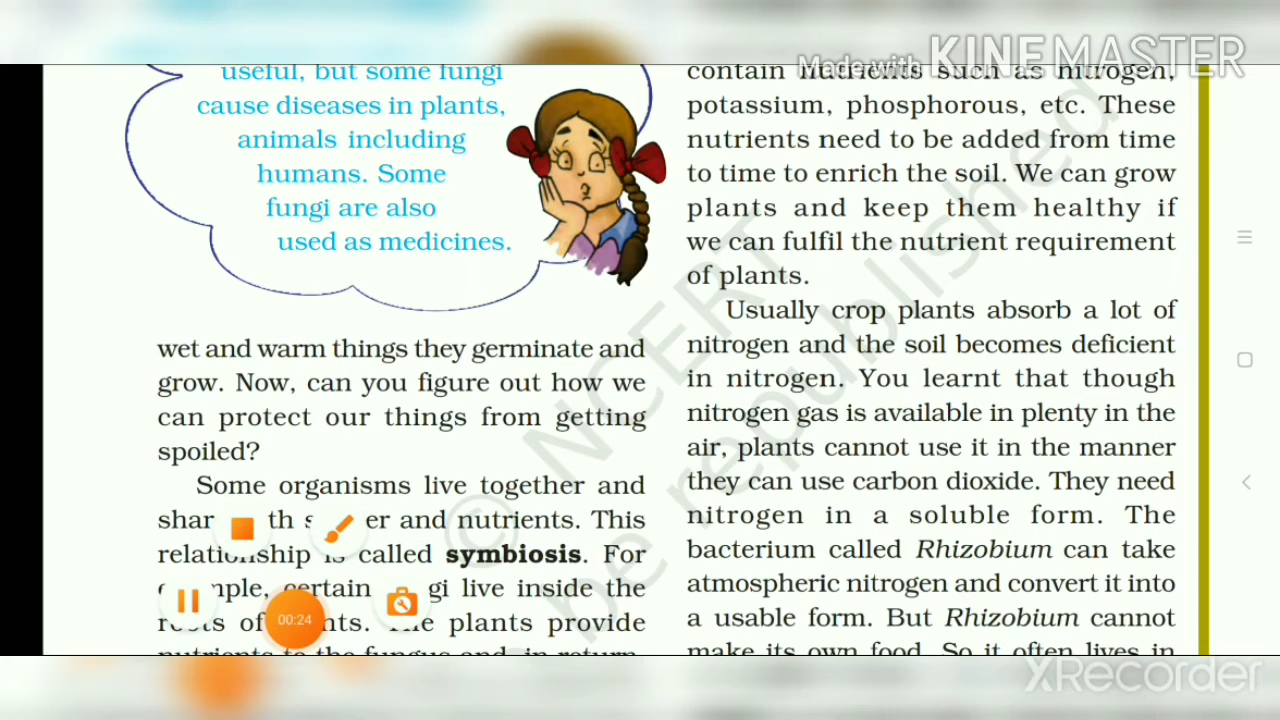 Made with KINEMASTER
useful, but some fungi
cause diseases in plants,
animals including
humans. Some
fungi are also
used as medicines.
wet and warm things they germinate and
grow. Now, can you figure out how we
can protect our things from getting
spoiled?
Some organisms live together and
and nutrients. This
relationship is called symbiosis. For
certain live inside the
of The plants provide
nutrients to the fungus and, in return,
contain nutrients such as nitrogen,
potassium, phosphorous, etc. These
nutrients need to be added from time
to time to enrich the soil. We can grow
plants and keep them healthy if
we can fulfil the nutrient requirement
of plants.
Usually crop plants absorb a lot of
nitrogen and the soil becomes deficient
in nitrogen. You learnt that though
nitrogen gas is available in plenty in the
air, plants cannot use it in the manner
they can use carbon dioxide. They need
nitrogen in a soluble form. The
bacterium called Rhizobium can take
atmospheric nitrogen and convert it into
a usable form. But Rhizobium cannot
make its own food. So it often lives in
© NCERT
be republished
00:24
XRecorder